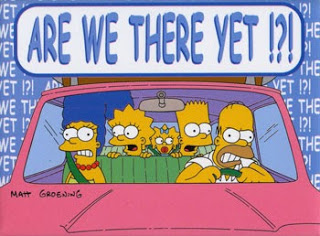 ARE WE THERE YET !?!
MATT GROENING